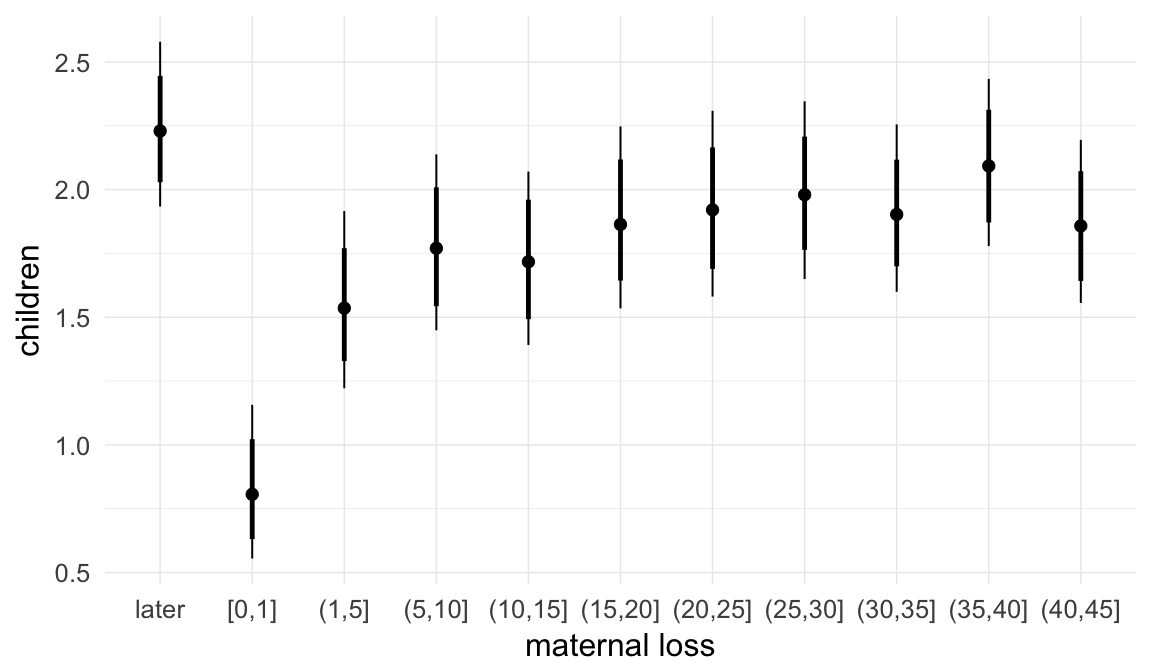 children
2.5
2.0
1.5
1.0
0.5
later [0,1] (1,5] (5,10] (10,15] (15,20] (20,25] (25,30] (30,35] (35,40] (40,45]
maternal loss